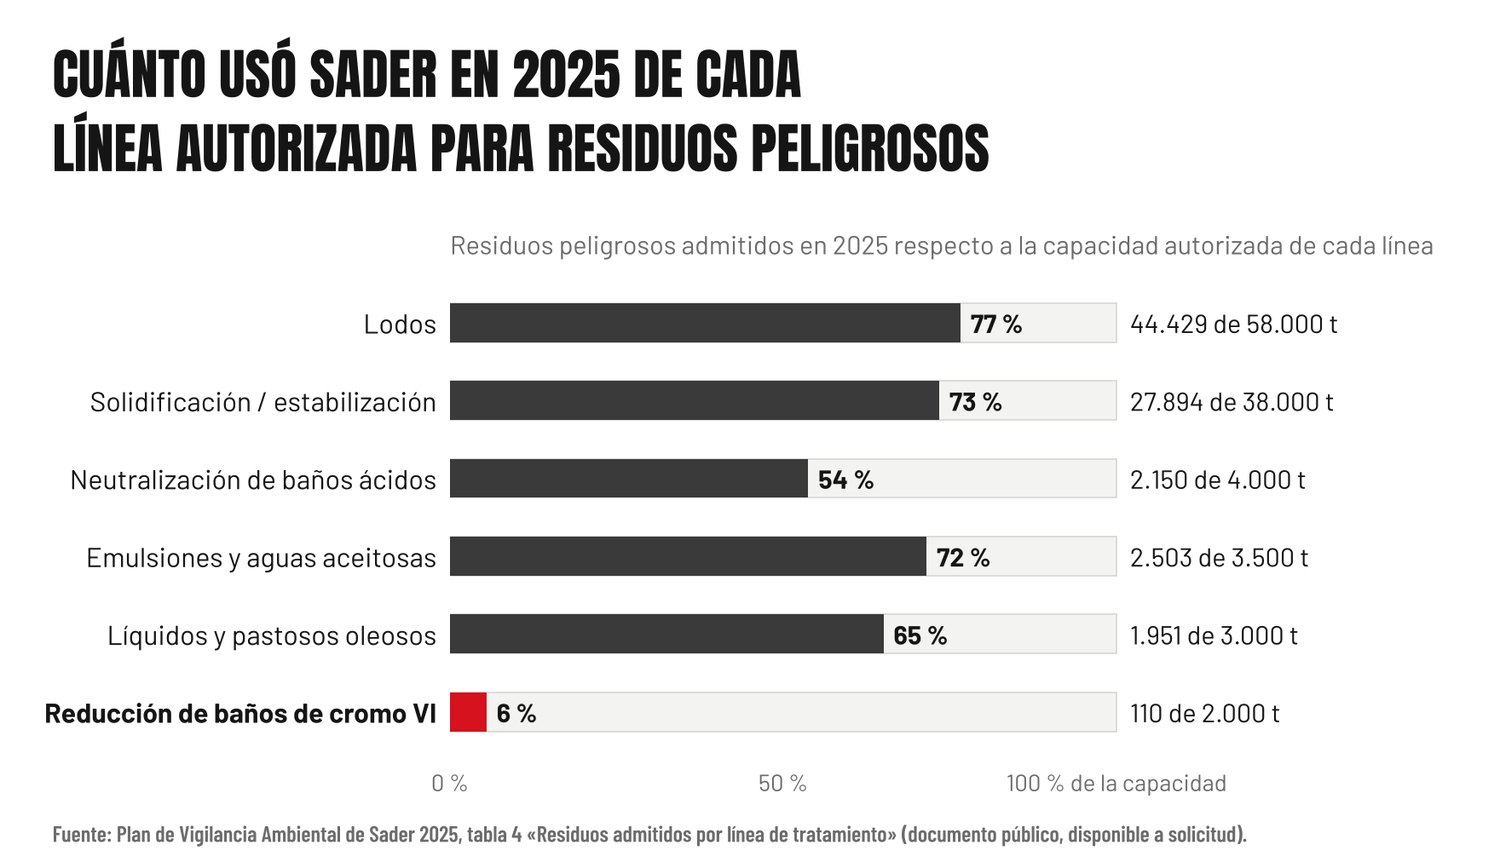 CUÁNTO USÓ SADER EN 2025 DE CADA
LÍNEA AUTORIZADA PARA RESIDUOS PELIGROSOS
Residuos peligrosos admitidos en 2025 respecto a la capacidad autorizada de cada línea
Lodos 77 % 44.429 de 58.000 t
Solidificación / estabilización 73 % 27.894 de 38.000 t
Neutralización de baños ácidos 54 % 2.150 de 4.000 t
Emulsiones y aguas aceitosas 72 % 2.503 de 3.500 t
Líquidos y pastosos oleosos 65 % 1.951 de 3.000 t
Reducción de baños de cromo VI 6 % 110 de 2.000 t
0 % 50 % 100 % de la capacidad
Fuente: Plan de Vigilancia Ambiental de Sader 2025, tabla 4 «Residuos admitidos por línea de tratamiento» (documento público, disponible a solicitud).